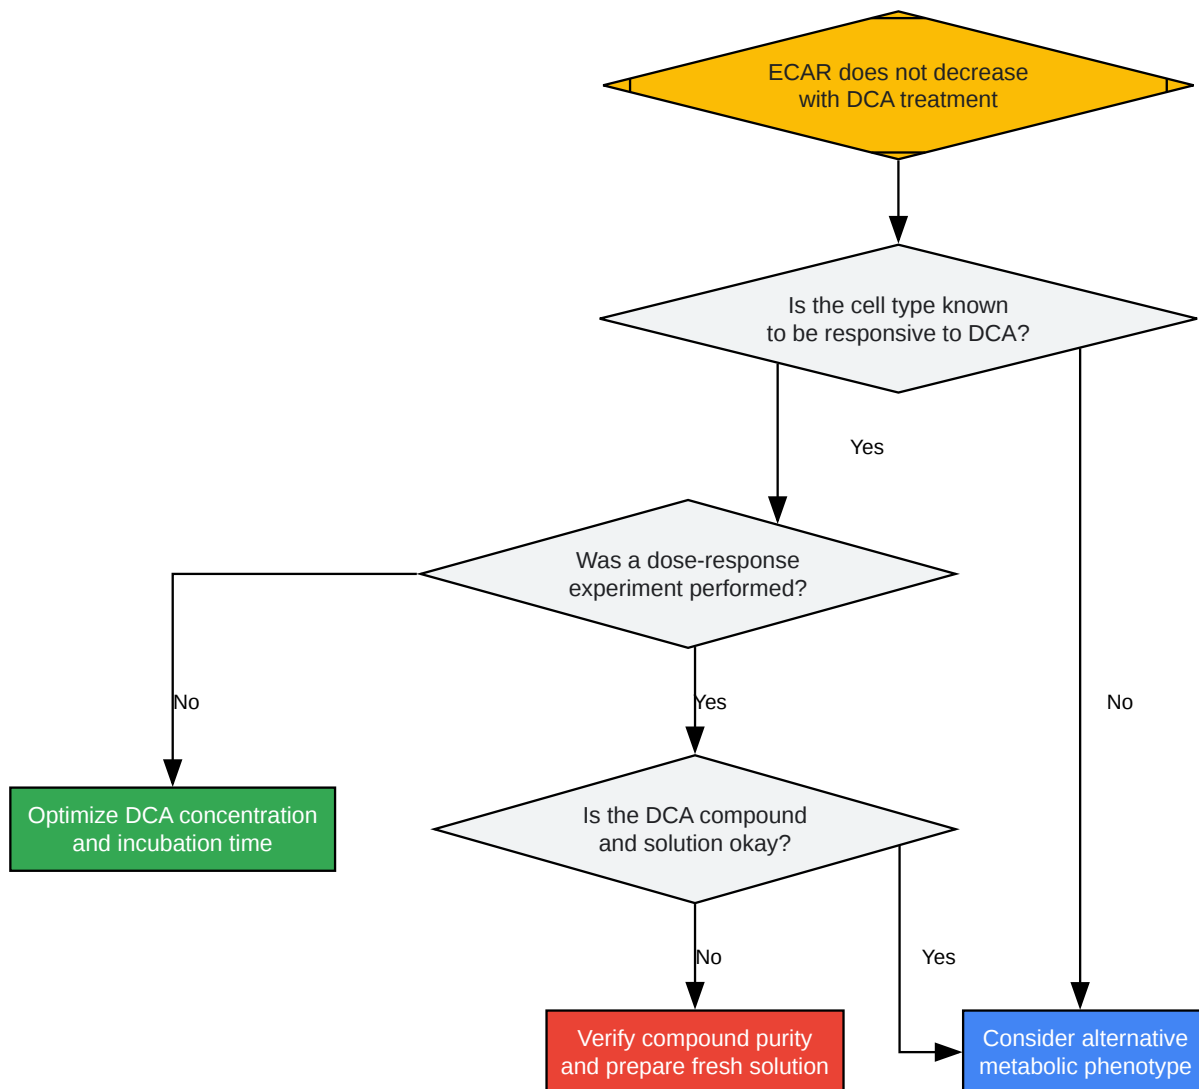 ECAR does not decrease
with DCA treatment
Is the cell type known
to be responsive to DCA?
Yes
Was a dose-response
experiment performed?
No
Yes
No
Optimize DCA concentration
and incubation time
Is the DCA compound
and solution okay?
No
Yes
Verify compound purity
and prepare fresh solution
Consider alternative
metabolic phenotype